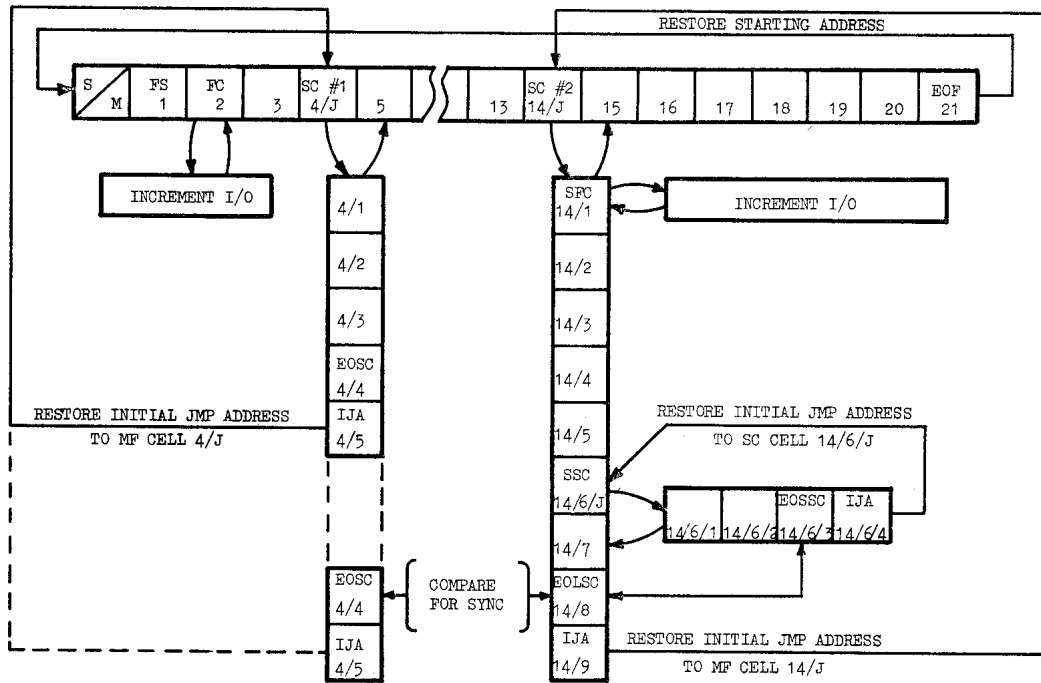 RESTORE STARTING ADDRESS
S M
FS 1
FC 2
3
SC #1 4/J
5
13
SC #2 14/J
15
16
17
18
19
20
EOF 21
INCREMENT I/O
INCREMENT I/O
4/1
4/2
4/3
EOSC
4/4
IJA
4/5
RESTORE INITIAL JMP ADDRESS
TO MF CELL 4/J
EOSC
4/4
IJA
4/5
COMPARE
FOR SYNC
SFC
14/1
14/2
14/3
14/4
14/5
SSC
14/6/J
14/7
EOLSC
14/8
IJA
14/9
RESTORE INITIAL JMP ADDRESS
TO SC CELL 14/6/J
14/6/1
14/6/2
EOSSC
14/6/3
IJA
14/6/4
RESTORE INITIAL JMP ADDRESS
TO MF CELL 14/J